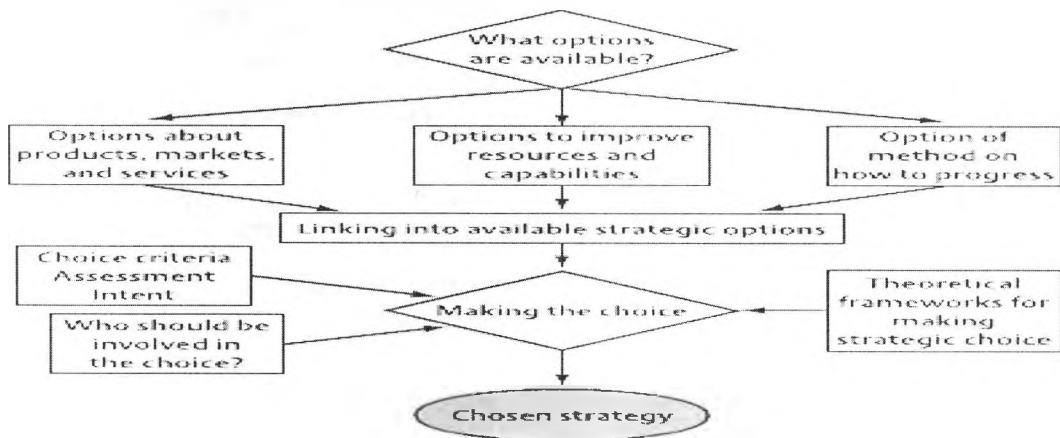 What options
are available?
Options about
products, markets,
and services
Options to improve
resources and
capabilities
Option of
method on
how to progress
Linking into available strategic options
Choice criteria
Assessment
Intent
Making the choice
Theoretical
frameworks for
making
strategic choice
Who should be
involved in
the choice?
Chosen strategy